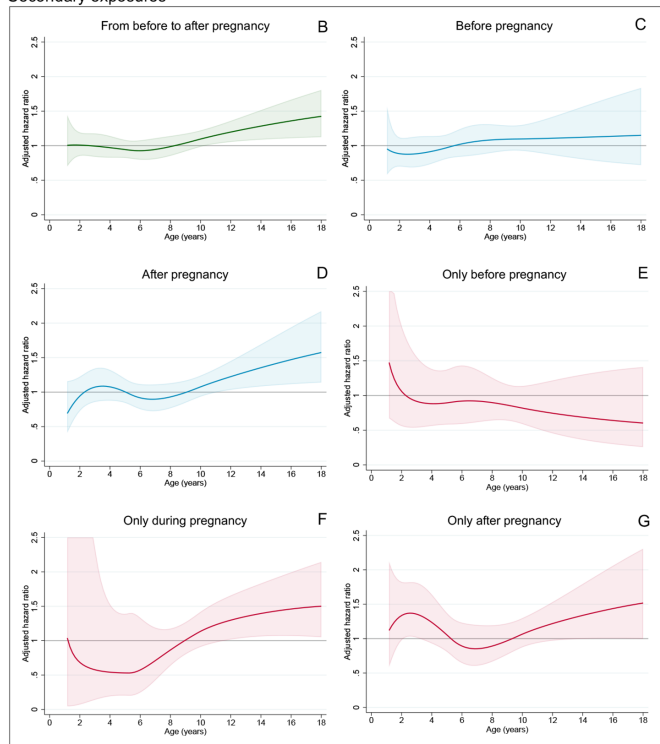 Secondary exposures
From before to after pregnancy
B
Adjusted hazard ratio
0 .5 1 1.5 2 2.5
0 2 4 6 8 10 12 14 16 18
Age (years)
Before pregnancy
C
Adjusted hazard ratio
0 .5 1 1.5 2 2.5
0 2 4 6 8 10 12 14 16 18
Age (years)
After pregnancy
D
Adjusted hazard ratio
0 .5 1 1.5 2 2.5
0 2 4 6 8 10 12 14 16 18
Age (years)
Only before pregnancy
E
Adjusted hazard ratio
0 .5 1 1.5 2 2.5
0 2 4 6 8 10 12 14 16 18
Age (years)
Only during pregnancy
F
Adjusted hazard ratio
0 .5 1 1.5 2 2.5
0 2 4 6 8 10 12 14 16 18
Age (years)
Only after pregnancy
G
Adjusted hazard ratio
0 .5 1 1.5 2 2.5
0 2 4 6 8 10 12 14 16 18
Age (years)